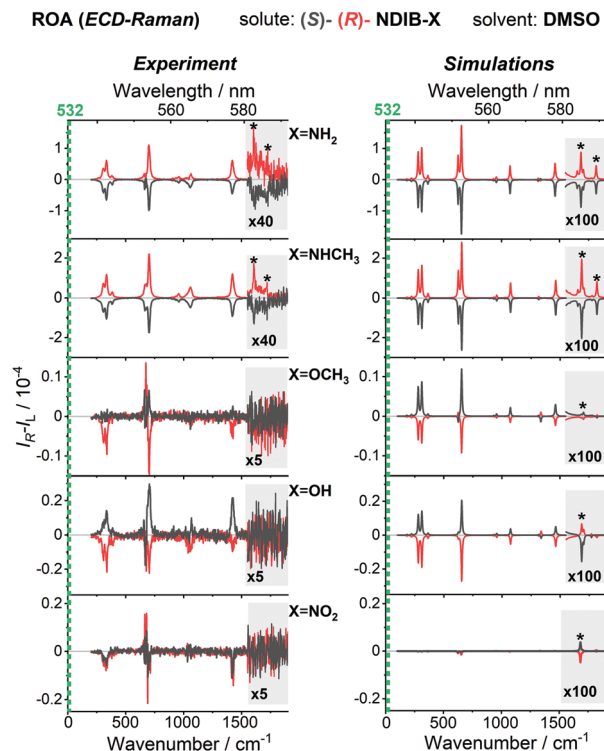 ROA (ECD-Raman) solute: (S)- (R)- NDIB-X solvent: DMSO
Experiment Simulations
Wavelength / nm Wavelength / nm
532 560 580 532 560 580
X=NH₂
1
0
-1
* *
x40
* *
x100
X=NHCH₃
2
0
-2
* *
x40
* *
x100
X=OCH₃
0.1
0.0
-0.1
x5
*
x100
X=OH
0.2
0.0
-0.2
x5
*
x100
X=NO₂
0.2
0.0
-0.2
x5
*
x100
I_R-I_L / 10⁻⁴
0 500 1000 1500 0 500 1000 1500
Wavenumber / cm⁻¹ Wavenumber / cm⁻¹